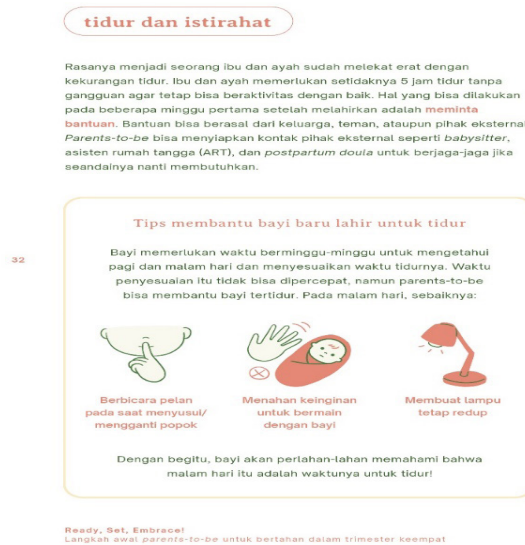 tidur dan istirahat
Rasanya menjadi seorang ibu dan ayah sudah melekat erat dengan
kekurangan tidur. Ibu dan ayah memerlukan setidaknya 5 jam tidur tanpa
gangguan agar tetap bisa beraktivitas dengan baik. Hal yang bisa dilakukan
pada beberapa minggu pertama setelah melahirkan adalah meminta
bantuan. Bantuan bisa berasal dari keluarga, teman, ataupun pihak eksternal
Parents-to-be bisa menyiapkan kontak pihak eksternal seperti babysitter,
asisten rumah tangga (ART), dan postpartum doula untuk berjaga-jaga jika
seandainya nanti membutuhkan.
Tips membantu bayi baru lahir untuk tidur
Bayi memerlukan waktu berminggu-minggu untuk mengetahui
pagi dan malam hari dan menyesuaikan waktu tidurnya. Waktu
penyesuaian itu tidak bisa dipercepat, namun parents-to-be
bisa membantu bayi tertidur. Pada malam hari, sebaiknya:
Berbicara pelan
pada saat menyusui/
mengganti popok
Menahan keinginan
untuk bermain
dengan bayi
Membuat lampu
tetap redup
Dengan begitu, bayi akan perlahan-lahan memahami bahwa
malam hari itu adalah waktunya untuk tidur!
32
Ready, Set, Embrace!
Langkah awal parents-to-be untuk bertahan dalam trimester keempat